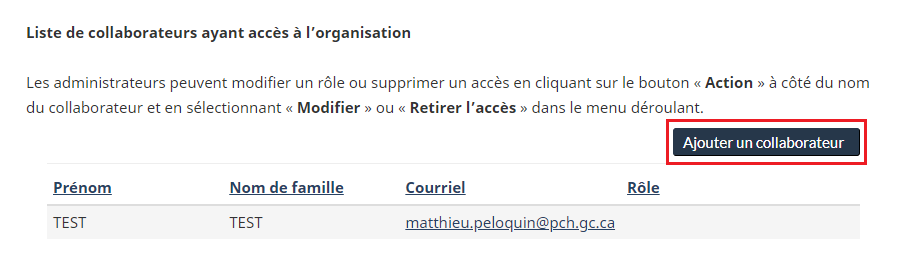 Liste de collaborateurs ayant accès à l’organisation
Les administrateurs peuvent modifier un rôle ou supprimer un accès en cliquant sur le bouton « Action » à côté du nom
du collaborateur et en sélectionnant « Modifier » ou « Retirer l’accès » dans le menu déroulant.
Ajouter un collaborateur
Prénom Nom de famille Courriel Rôle
TEST TEST matthieu.peloquin@pch.gc.ca